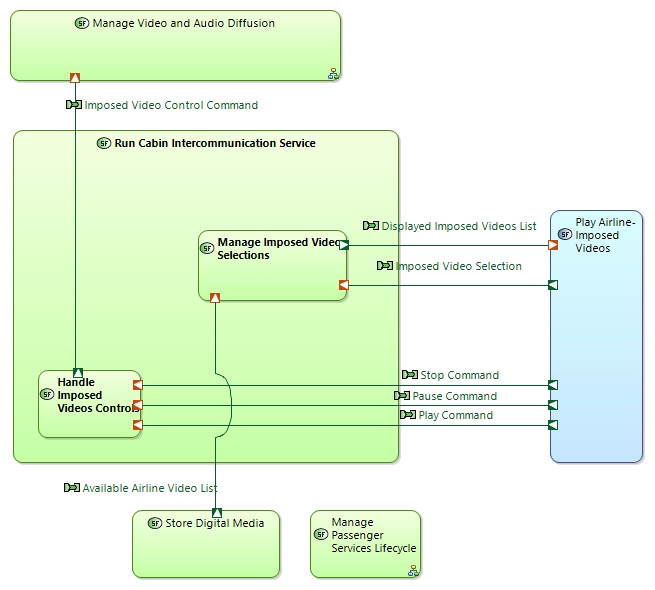 SF Manage Video and Audio Diffusion
Imposed Video Control Command
SF Run Cabin Intercommunication Service
Displayed Imposed Videos List
SF Play Airline-
Imposed
Videos
SF Manage Imposed Video
Selections
Imposed Video Selection
Stop Command
SF Handle
Imposed
Videos Controls
Pause Command
Play Command
Available Airline Video List
SF Store Digital Media
SF Manage
Passenger
Services Lifecycle